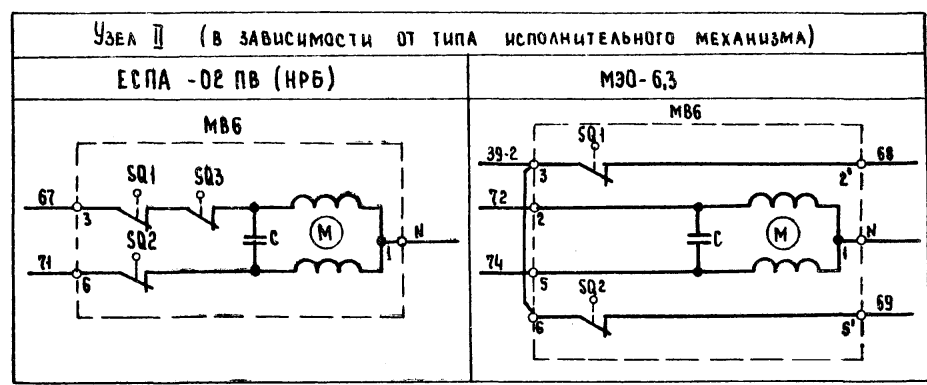 Узел II (в зависимости от типа исполнительного механизма)
ЕСПА -02 ПВ (НРБ)
МЭО-6,3
МВ6
SQ1
SQ3
67
3
SQ2
С
М
N
1
71
6
МВ6
SQ1
39-2
3
68
2'
72
2
С
М
N
1
74
5
SQ2
6
69
5'